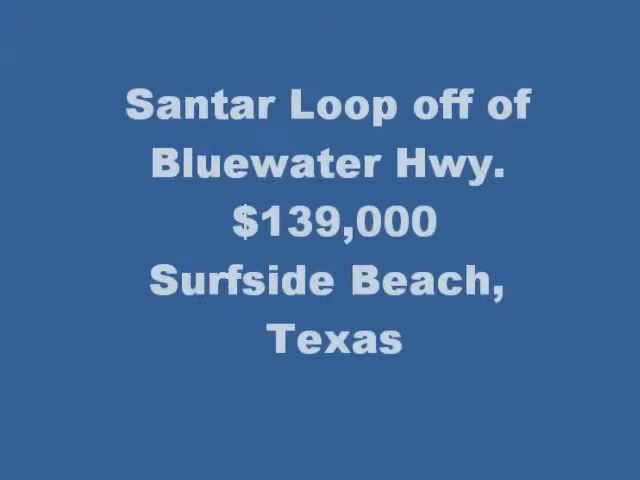 Santar Loop off of
Bluewater Hwy.
$139,000
Surfside Beach,
Texas